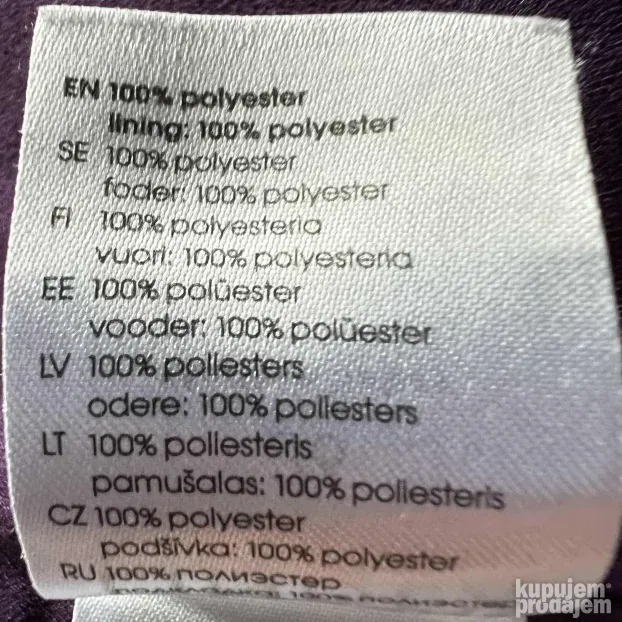 EN 100% polyester
lining: 100% polyester
SE 100% polyester
foder: 100% polyester
FI 100% polyesteria
vuori: 100% polyesteria
EE 100% polüester
vooder: 100% polüester
LV 100% poliesters
odere: 100% poliesters
LT 100% poliesteris
pamušalas: 100% poliesteris
CZ 100% polyester
podšívka: 100% polyester
RU 100% полиэстер
100% полиэстер
kupujem
prodajem